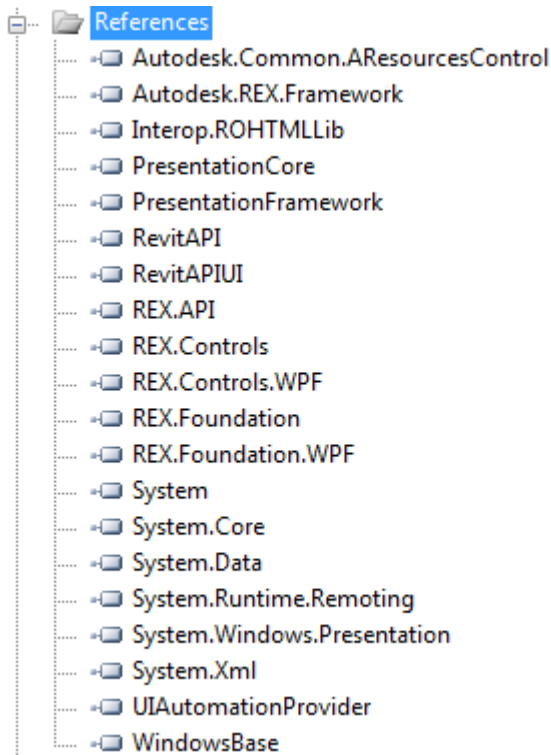 References
Autodesk.Common.AResourcesControl
Autodesk.REX.Framework
Interop.ROHTMLLib
PresentationCore
PresentationFramework
RevitAPI
RevitAPIUI
REX.API
REX.Controls
REX.Controls.WPF
REX.Foundation
REX.Foundation.WPF
System
System.Core
System.Data
System.Runtime.Remoting
System.Windows.Presentation
System.Xml
UIAutomationProvider
WindowsBase